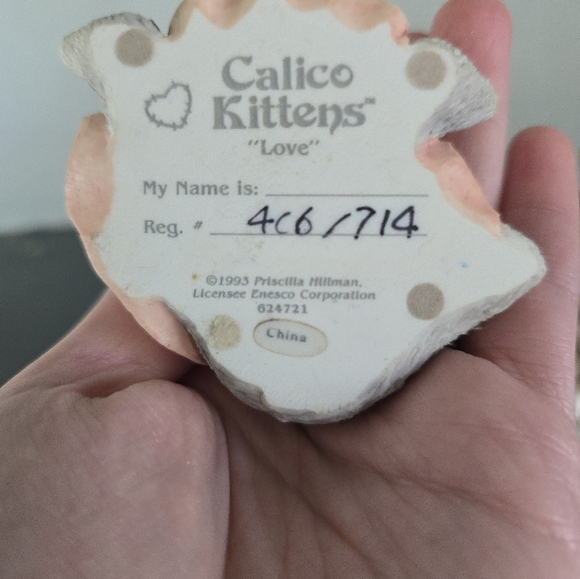 Calico
Kittens™
"Love"
My Name is:
Reg. # 4C6/714
©1993 Priscilla Hillman.
Licensee Enesco Corporation
624721
China